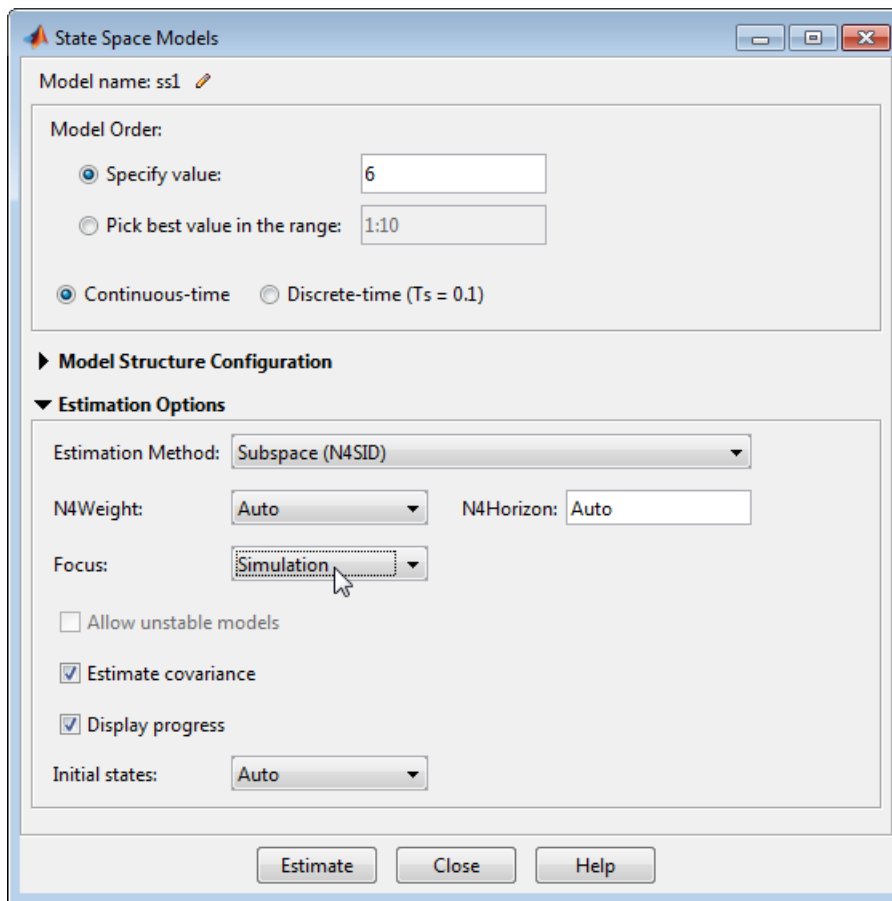 State Space Models
Model name: ss1
Model Order:
Specify value: 6
Pick best value in the range: 1:10
Continuous-time Discrete-time (Ts = 0.1)
Model Structure Configuration
Estimation Options
Estimation Method: Subspace (N4SID)
N4Weight: Auto N4Horizon: Auto
Focus: Simulation
Allow unstable models
Estimate covariance
Display progress
Initial states: Auto
Estimate Close Help